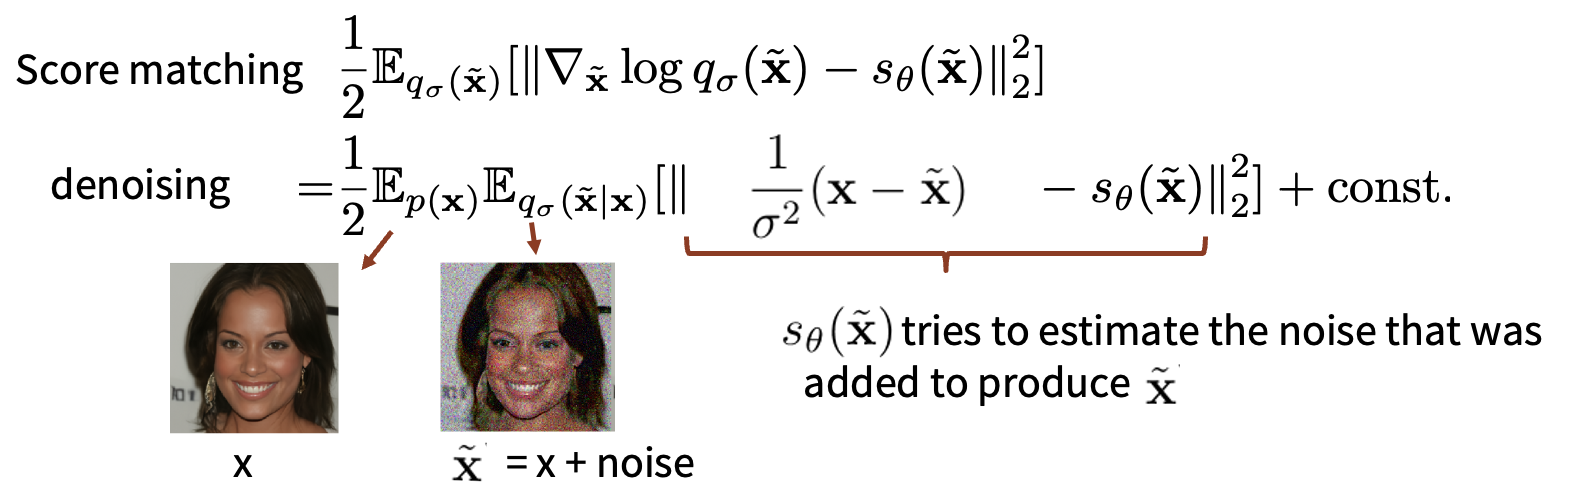 Score matching $\frac{1}{2}\mathbb{E}_{q_\sigma(\tilde{\mathbf{x}})}[\|\nabla_{\tilde{\mathbf{x}}} \log q_\sigma(\tilde{\mathbf{x}}) - s_\theta(\tilde{\mathbf{x}})\|_2^2]$
denoising $= \frac{1}{2}\mathbb{E}_{p(\mathbf{x})}\mathbb{E}_{q_\sigma(\tilde{\mathbf{x}}|\mathbf{x})}[\| \frac{1}{\sigma^2}(\mathbf{x} - \tilde{\mathbf{x}}) - s_\theta(\tilde{\mathbf{x}})\|_2^2] + \text{const.}$
$s_\theta(\tilde{\mathbf{x}})$ tries to estimate the noise that was
added to produce $\tilde{\mathbf{x}}$
x
$\tilde{\mathbf{x}}$ = x + noise